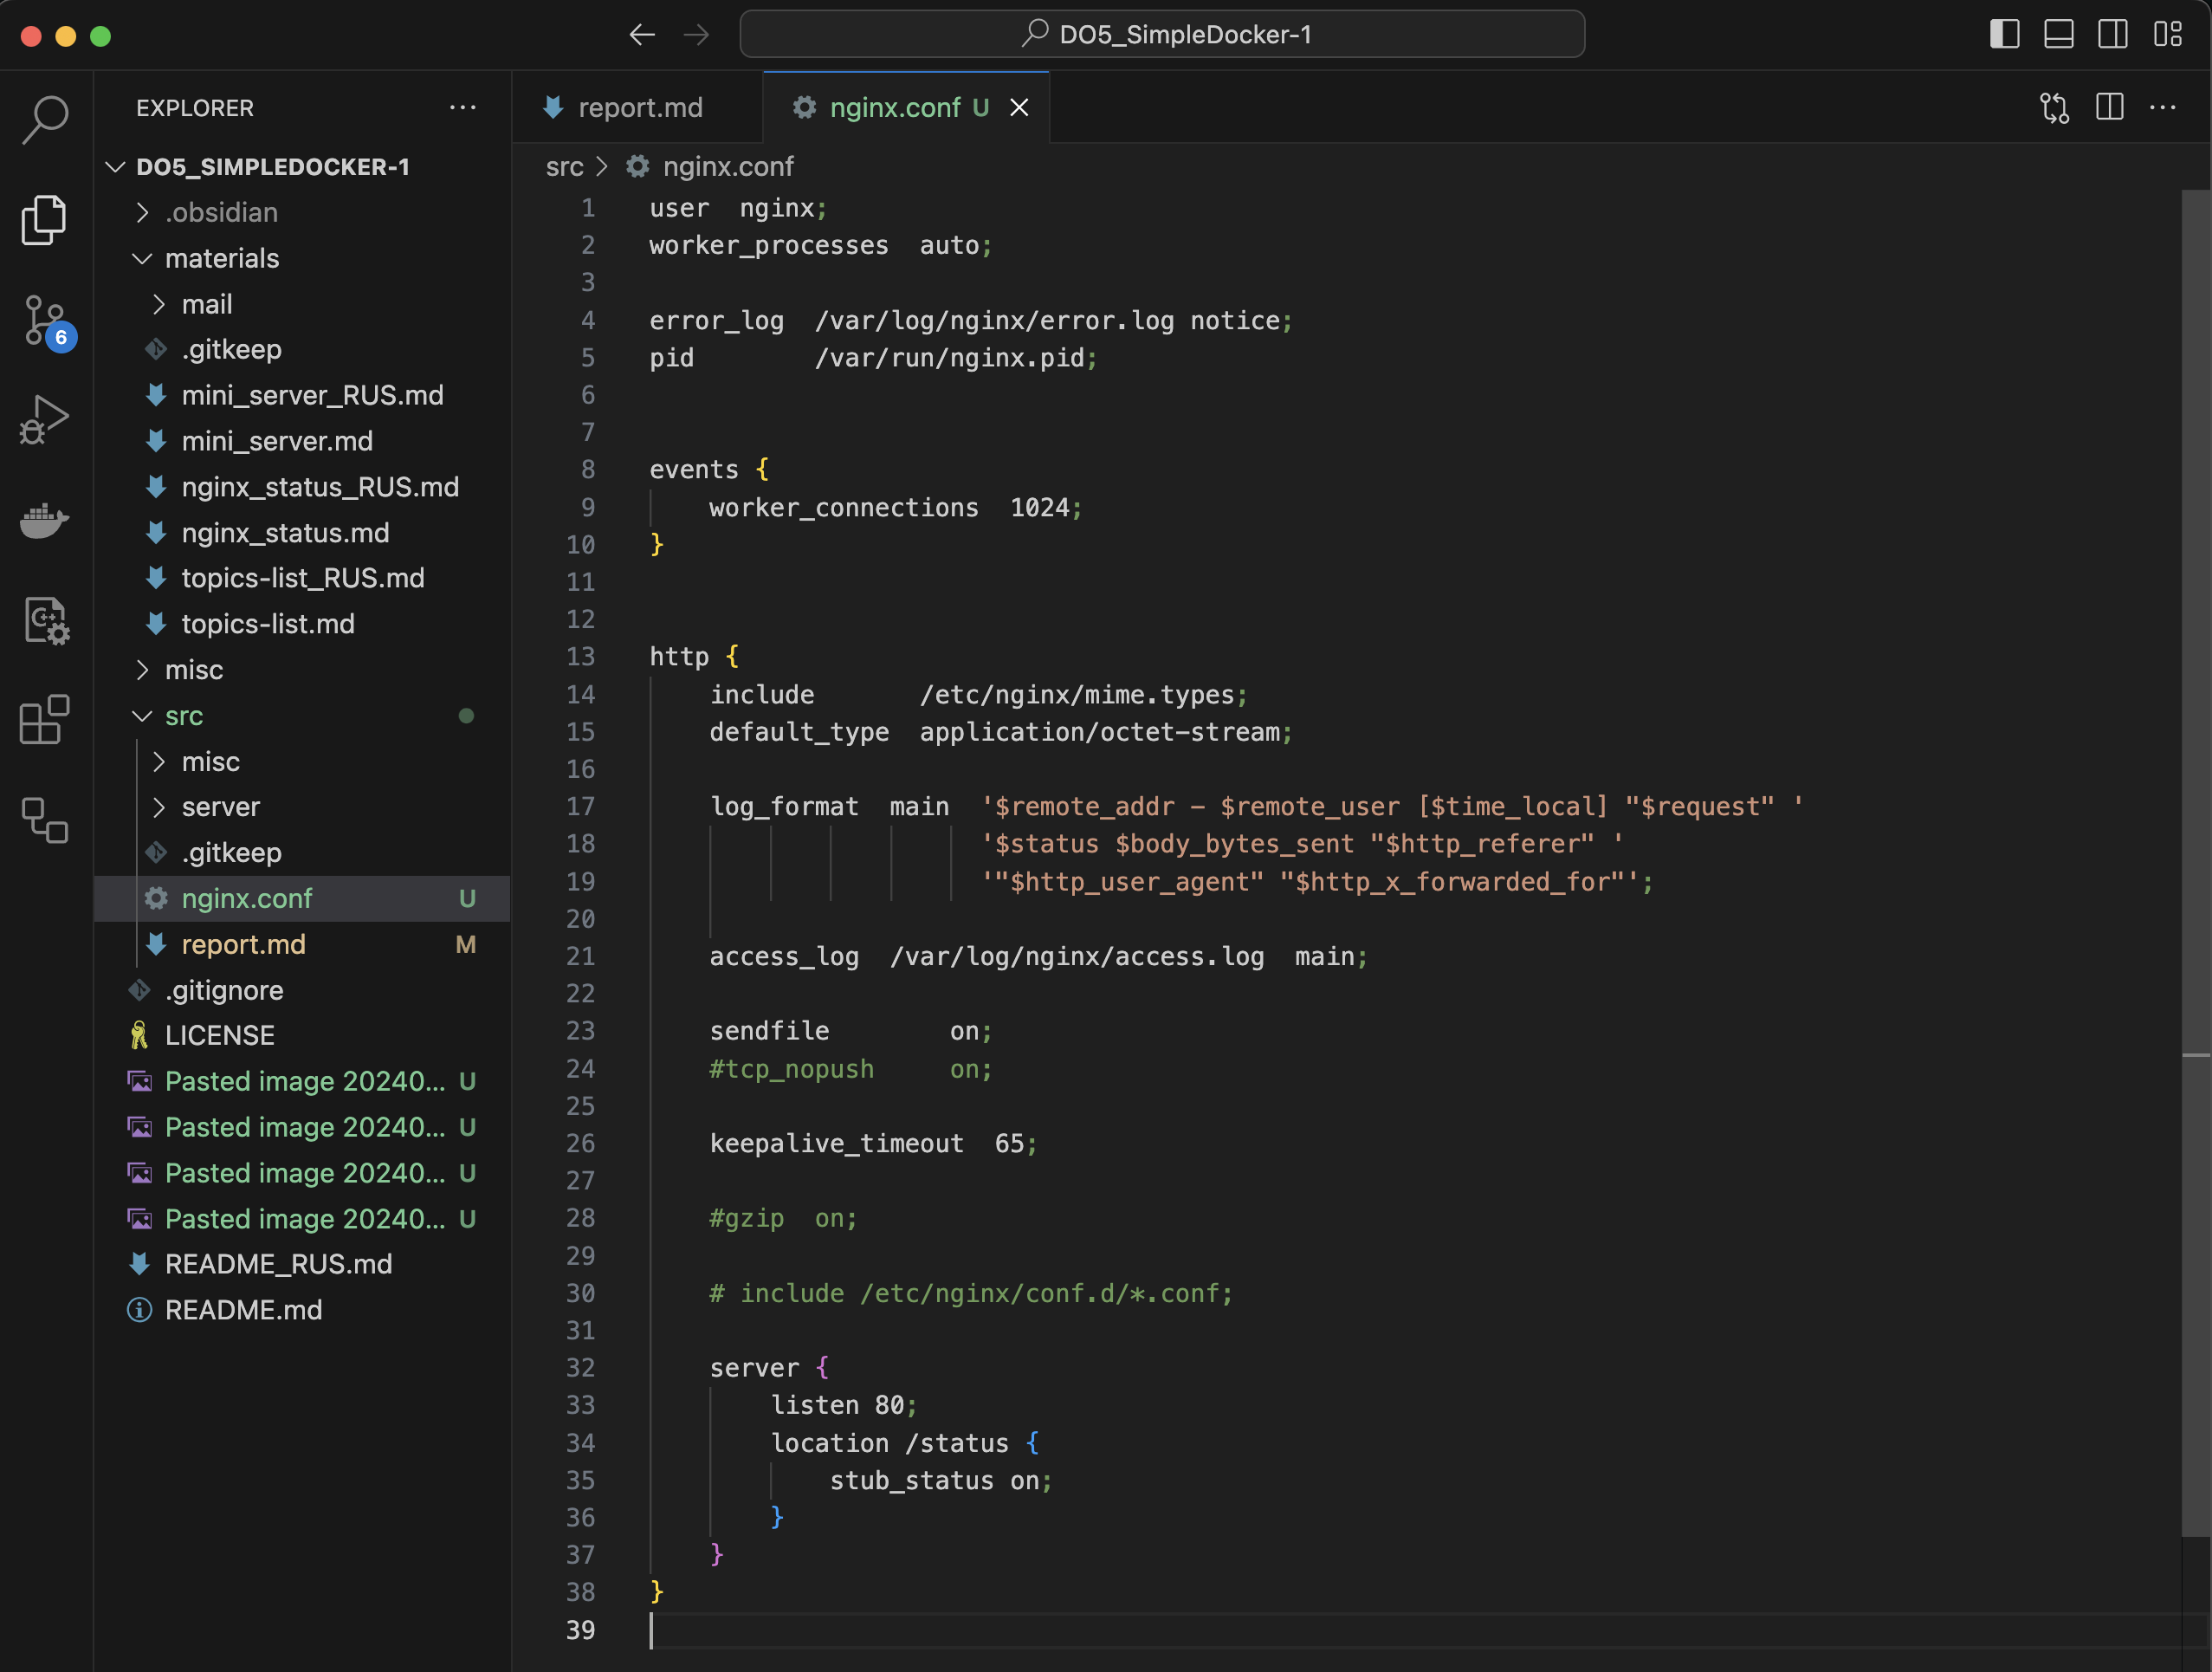 DO5_SimpleDocker-1
EXPLORER
DO5_SIMPLEDOCKER-1
.obsidian
materials
mail
.gitkeep
mini_server_RUS.md
mini_server.md
nginx_status_RUS.md
nginx_status.md
topics-list_RUS.md
topics-list.md
misc
src
misc
server
.gitkeep
nginx.conf U
report.md M
.gitignore
LICENSE
Pasted image 20240... U
Pasted image 20240... U
Pasted image 20240... U
Pasted image 20240... U
README_RUS.md
README.md
6
C++
report.md
nginx.conf U
src > nginx.conf
1 user  nginx;
2 worker_processes  auto;
3
4 error_log  /var/log/nginx/error.log notice;
5 pid        /var/run/nginx.pid;
6
7
8 events {
9     worker_connections  1024;
10 }
11
12
13 http {
14     include       /etc/nginx/mime.types;
15     default_type  application/octet-stream;
16
17     log_format  main  '$remote_addr - $remote_user [$time_local] "$request" '
18                       '$status $body_bytes_sent "$http_referer" '
19                       '"$http_user_agent" "$http_x_forwarded_for"';
20
21     access_log  /var/log/nginx/access.log  main;
22
23     sendfile        on;
24     #tcp_nopush     on;
25
26     keepalive_timeout  65;
27
28     #gzip  on;
29
30     # include /etc/nginx/conf.d/*.conf;
31
32     server {
33         listen 80;
34         location /status {
35             stub_status on;
36         }
37     }
38 }
39